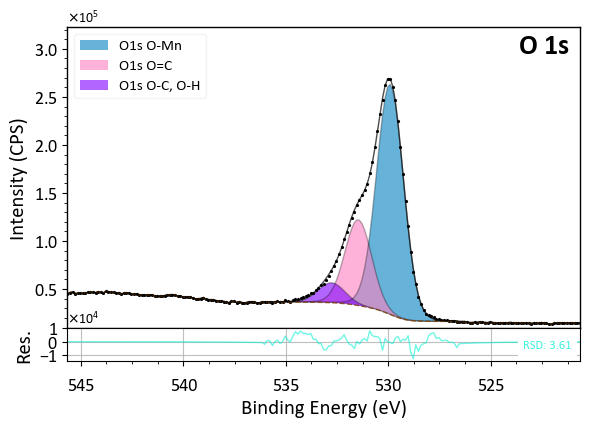 ×10⁵
O 1s
O1s O-Mn
O1s O=C
O1s O-C, O-H
3.0
2.5
2.0
1.5
1.0
0.5
Intensity (CPS)
×10⁴
1
0
−1
Res.
RSD: 3.61
545
540
535
530
525
Binding Energy (eV)